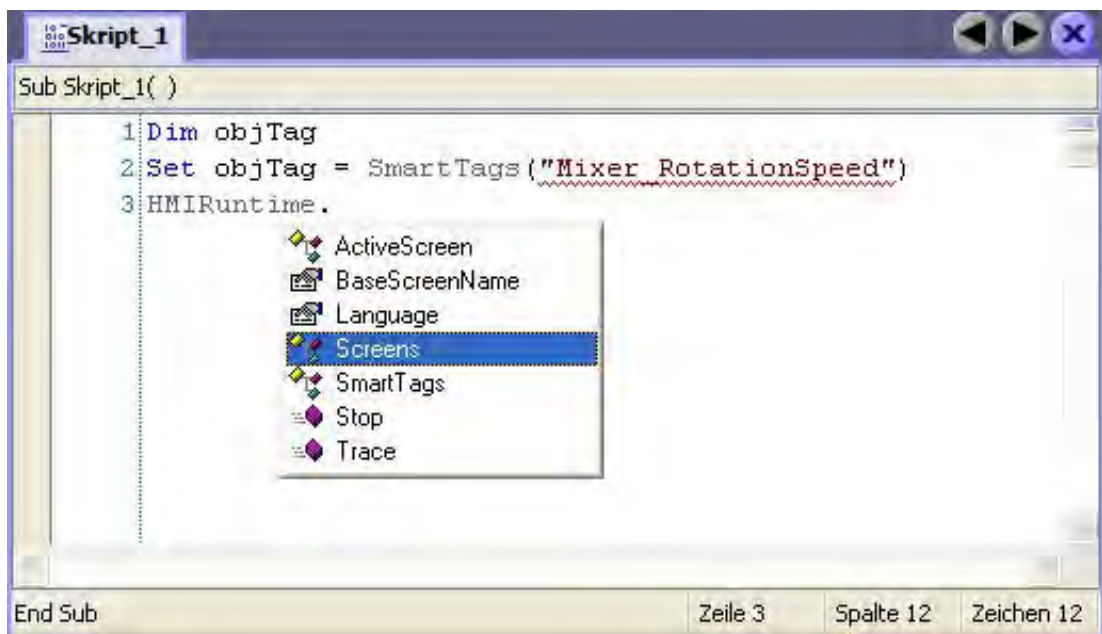 Skript_1
Sub Skript_1( )
1 Dim objTag
2 Set objTag = SmartTags("Mixer_RotationSpeed")
3 HMIRuntime.
ActiveScreen
BaseScreenName
Language
Screens
SmartTags
Stop
Trace
End Sub Zeile 3 Spalte 12 Zeichen 12